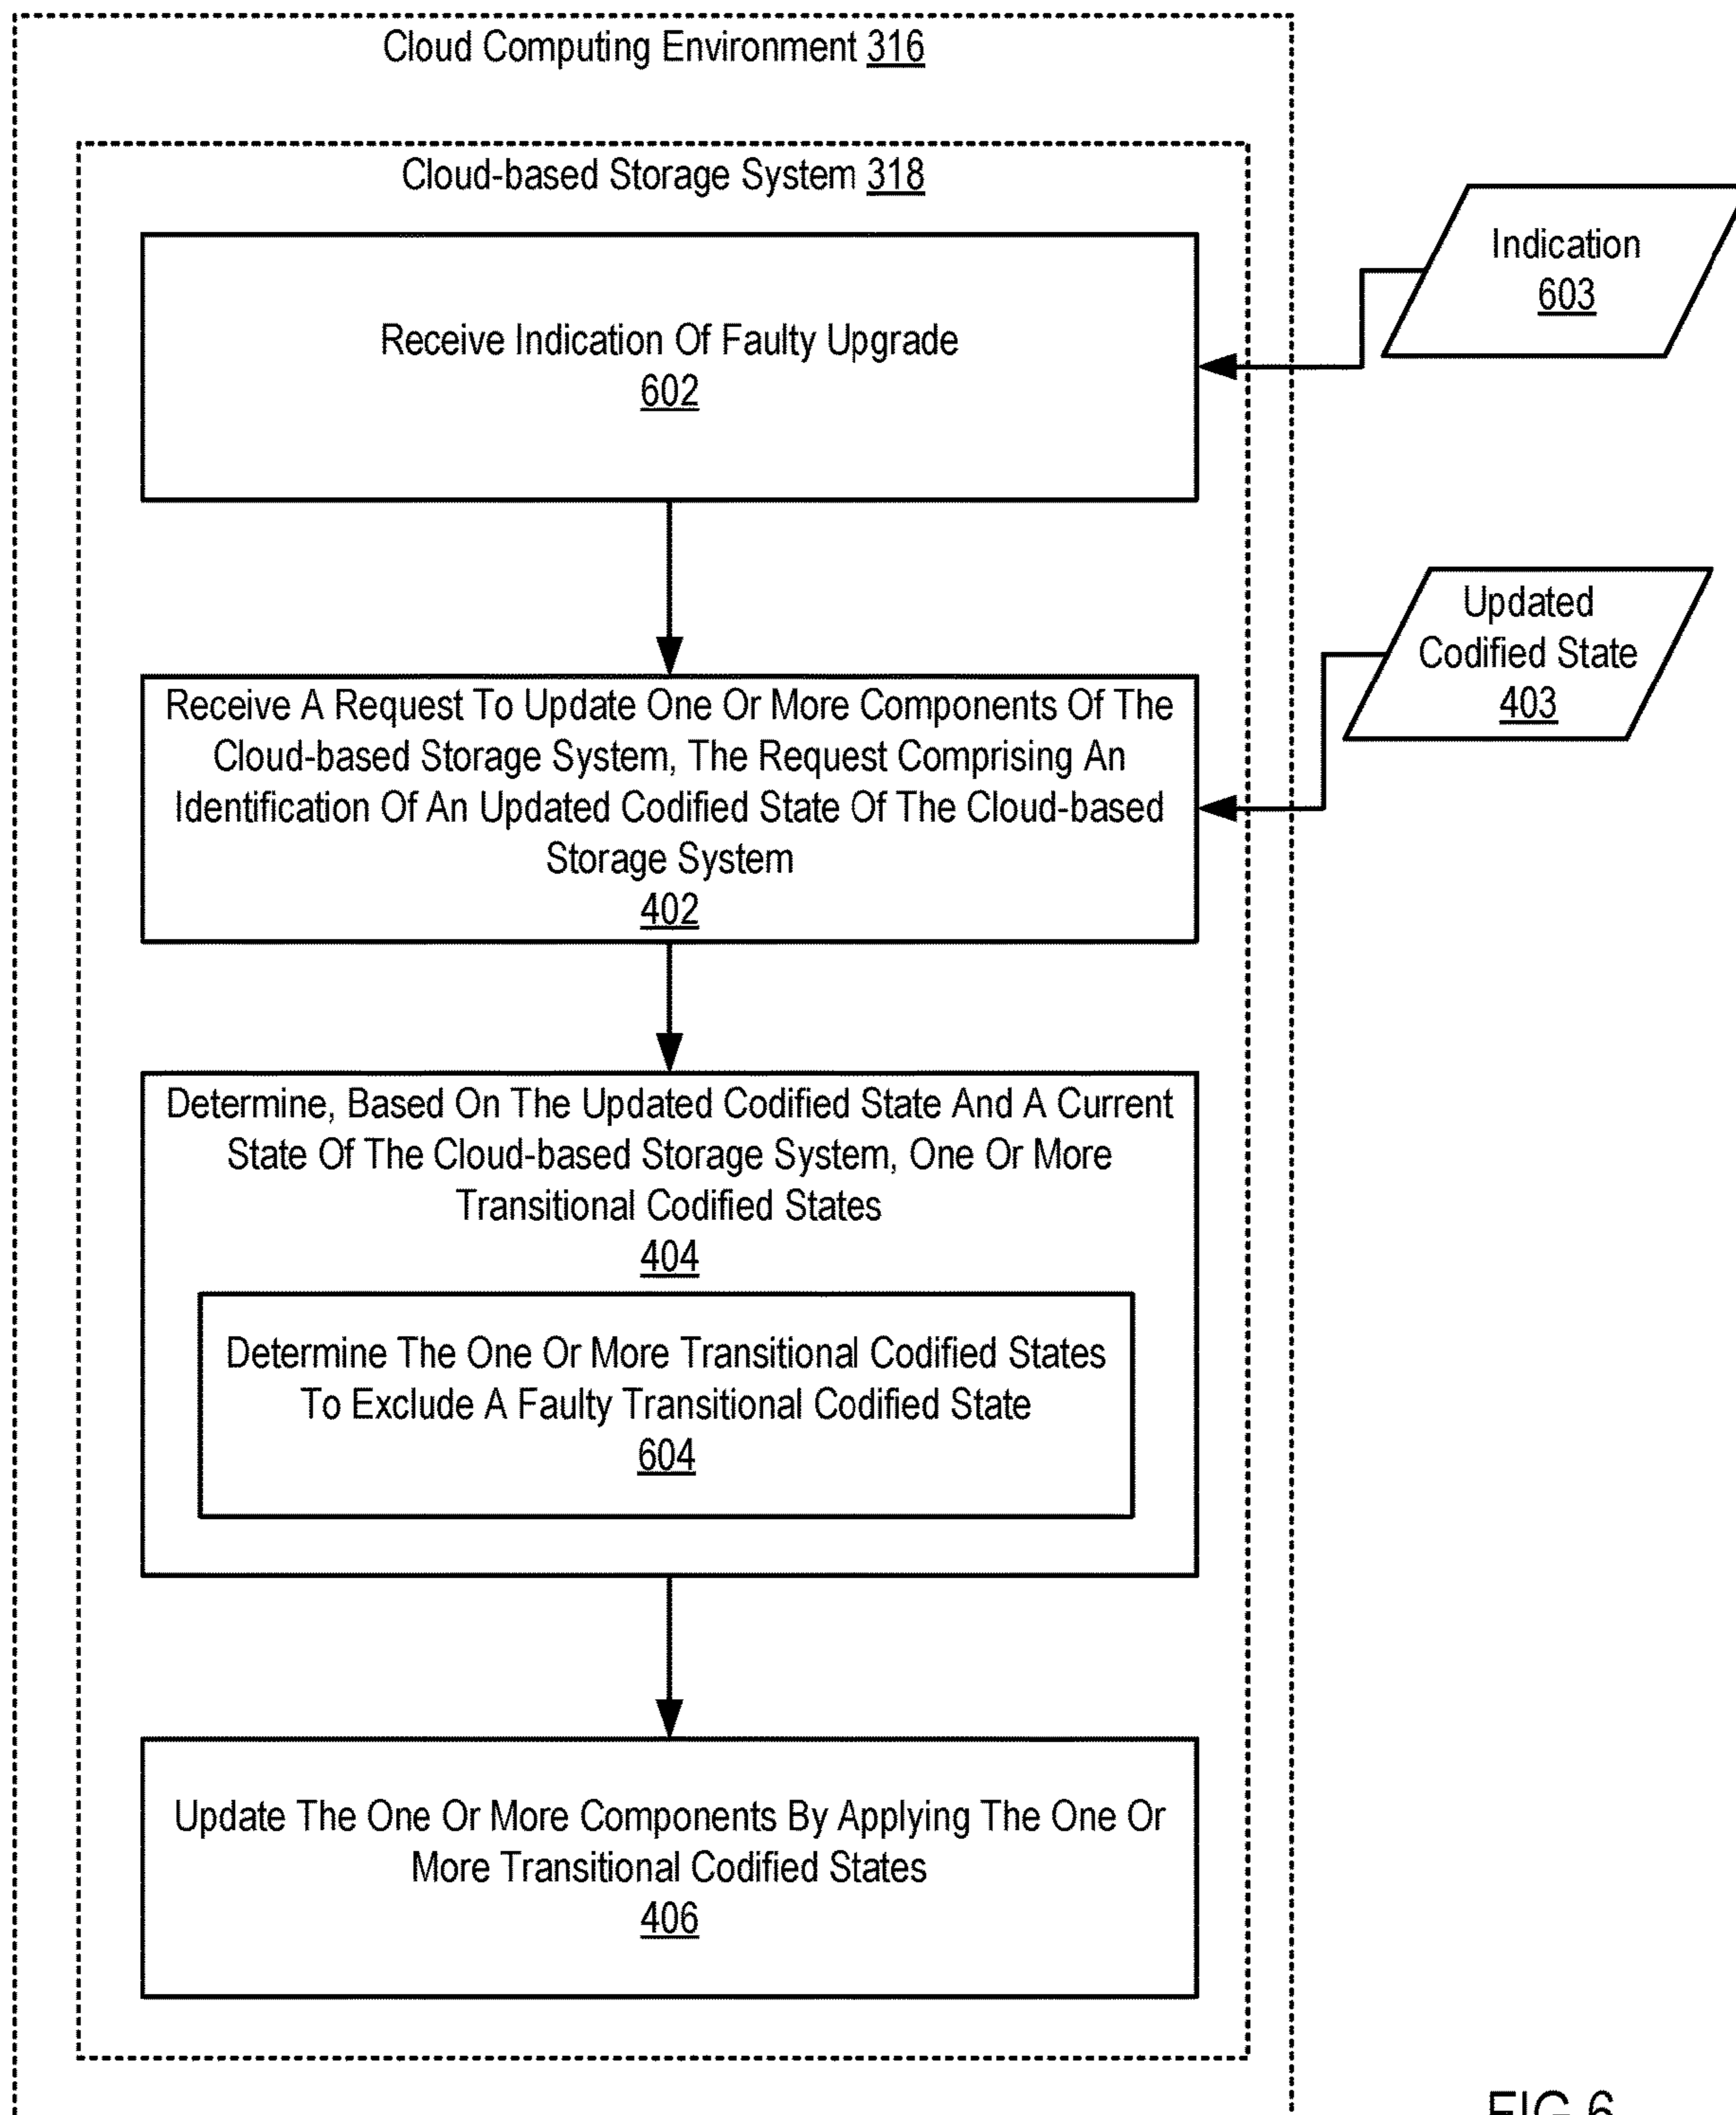 Cloud Computing Environment 316
Cloud-based Storage System 318
Indication
603
Receive Indication Of Faulty Upgrade
602
Updated
Codified State
403
Receive A Request To Update One Or More Components Of The
Cloud-based Storage System, The Request Comprising An
Identification Of An Updated Codified State Of The Cloud-based
Storage System
402
Determine, Based On The Updated Codified State And A Current
State Of The Cloud-based Storage System, One Or More
Transitional Codified States
404
Determine The One Or More Transitional Codified States
To Exclude A Faulty Transitional Codified State
604
Update The One Or More Components By Applying The One Or
More Transitional Codified States
406
FIG 6